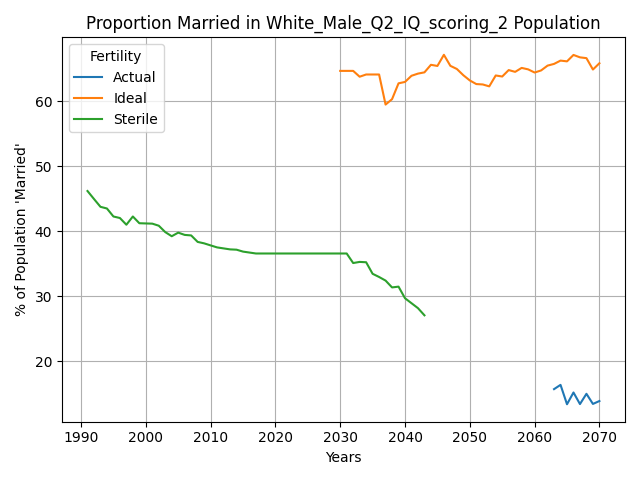 Proportion Married in White_Male_Q2_IQ_scoring_2 Population
Fertility
Actual
Ideal
Sterile
% of Population 'Married'
60
50
40
30
20
1990 2000 2010 2020 2030 2040 2050 2060 2070
Years